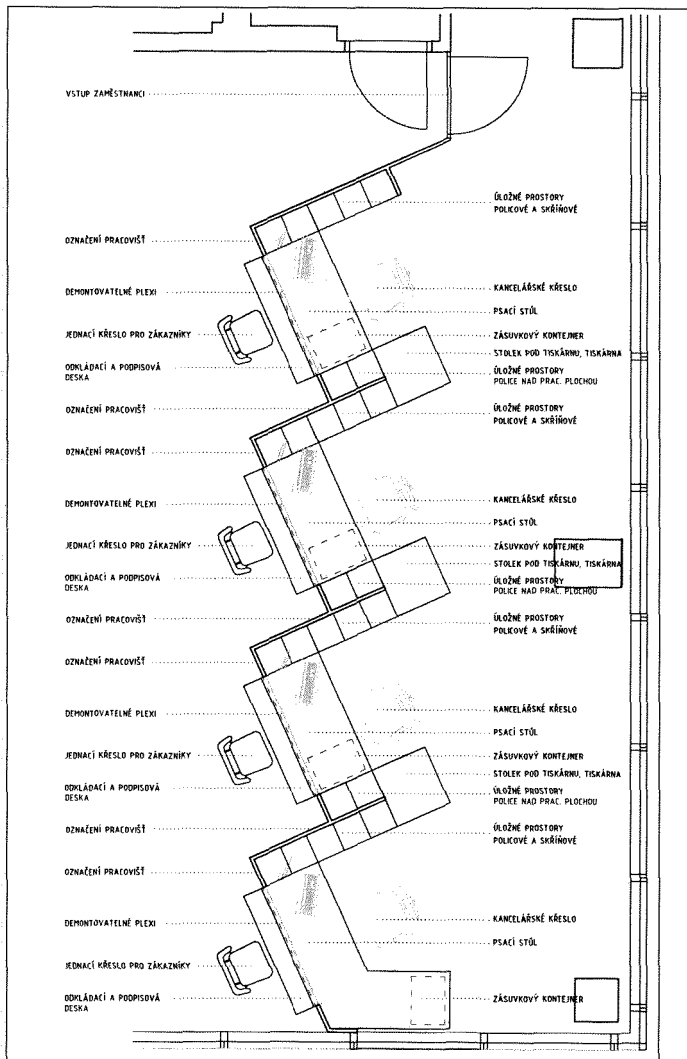 VSTUP ZAMĚSTNANCI
ÚLOŽNÉ PROSTORY
POLICOVÉ A SKŘÍŇOVÉ
OZNAČENÍ PRACOVIŠŤ
KANCELÁŘSKÉ KŘESLO
DEMONTOVATELNÉ PLEXI
PSACÍ STŮL
JEDNACÍ KŘESLO PRO ZÁKAZNÍKY
ZÁSUVKOVÝ KONTEJNER
STOLEK POD TISKÁRNU, TISKÁRNA
ODKLÁDACÍ A PODPISOVÁ
DESKA
ÚLOŽNÉ PROSTORY
POLICE NAD PRAC. PLOCHOU
OZNAČENÍ PRACOVIŠŤ
ÚLOŽNÉ PROSTORY
POLICOVÉ A SKŘÍŇOVÉ
OZNAČENÍ PRACOVIŠŤ
KANCELÁŘSKÉ KŘESLO
DEMONTOVATELNÉ PLEXI
PSACÍ STŮL
JEDNACÍ KŘESLO PRO ZÁKAZNÍKY
ZÁSUVKOVÝ KONTEJNER
STOLEK POD TISKÁRNU, TISKÁRNA
ODKLÁDACÍ A PODPISOVÁ
DESKA
ÚLOŽNÉ PROSTORY
POLICE NAD PRAC. PLOCHOU
OZNAČENÍ PRACOVIŠŤ
ÚLOŽNÉ PROSTORY
POLICOVÉ A SKŘÍŇOVÉ
OZNAČENÍ PRACOVIŠŤ
KANCELÁŘSKÉ KŘESLO
DEMONTOVATELNÉ PLEXI
PSACÍ STŮL
JEDNACÍ KŘESLO PRO ZÁKAZNÍKY
ZÁSUVKOVÝ KONTEJNER
STOLEK POD TISKÁRNU, TISKÁRNA
ODKLÁDACÍ A PODPISOVÁ
DESKA
ÚLOŽNÉ PROSTORY
POLICE NAD PRAC. PLOCHOU
OZNAČENÍ PRACOVIŠŤ
ÚLOŽNÉ PROSTORY
POLICOVÉ A SKŘÍŇOVÉ
OZNAČENÍ PRACOVIŠŤ
KANCELÁŘSKÉ KŘESLO
DEMONTOVATELNÉ PLEXI
PSACÍ STŮL
JEDNACÍ KŘESLO PRO ZÁKAZNÍKY
ODKLÁDACÍ A PODPISOVÁ
DESKA
ZÁSUVKOVÝ KONTEJNER